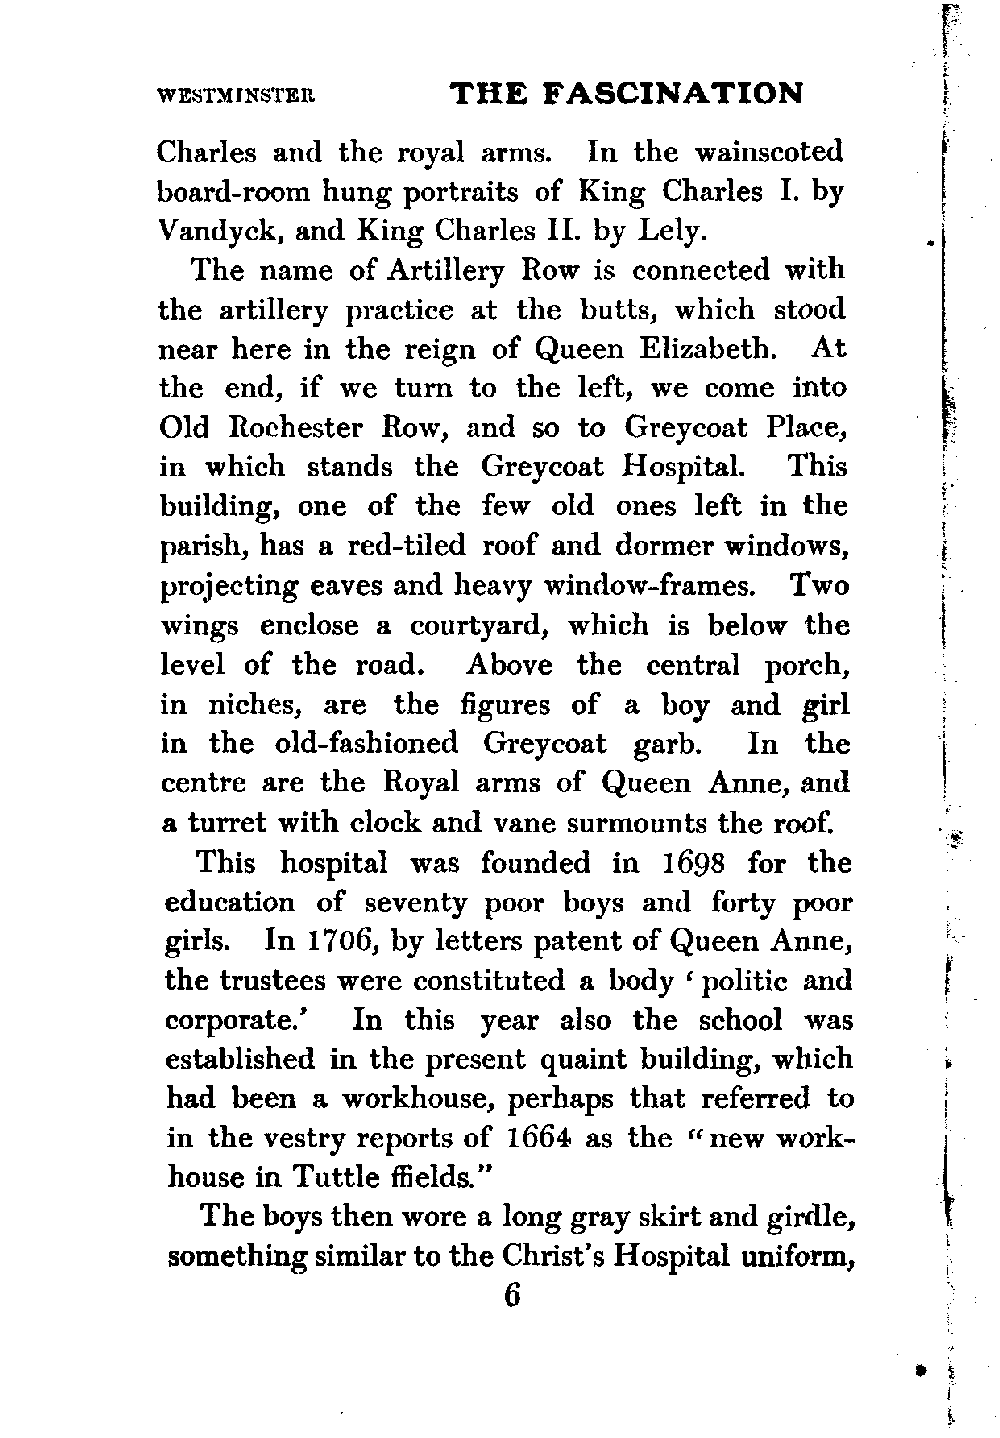 WESTMINSTER THE FASCINATION
Charles and the royal arms. In the wainscoted
board-room hung portraits of King Charles I. by
Vandyck, and King Charles II. by Lely.
The name of Artillery Row is connected with
the artillery practice at the butts, which stood
near here in the reign of Queen Elizabeth. At
the end, if we turn to the left, we come into
Old Rochester Row, and so to Greycoat Place,
in which stands the Greycoat Hospital. This
building, one of the few old ones left in the
parish, has a red-tiled roof and dormer windows,
projecting eaves and heavy window-frames. Two
wings enclose a courtyard, which is below the
level of the road. Above the central porch,
in niches, are the figures of a boy and girl
in the old-fashioned Greycoat garb. In the
centre are the Royal arms of Queen Anne, and
a turret with clock and vane surmounts the roof.
This hospital was founded in 1698 for the
education of seventy poor boys and forty poor
girls. In 1706, by letters patent of Queen Anne,
the trustees were constituted a body ‘politic and
corporate.’ In this year also the school was
established in the present quaint building, which
had been a workhouse, perhaps that referred to
in the vestry reports of 1664 as the “new work-
house in Tuttle ffields.”
The boys then wore a long gray skirt and girdle,
something similar to the Christ’s Hospital uniform,
6